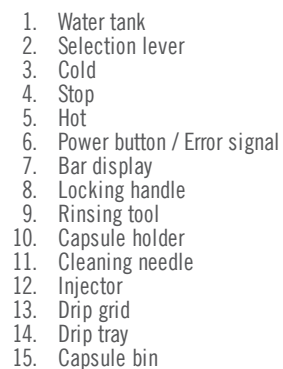 1. Water tank
2. Selection lever
3. Cold
4. Stop
5. Hot
6. Power button / Error signal
7. Bar display
8. Locking handle
9. Rinsing tool
10. Capsule holder
11. Cleaning needle
12. Injector
13. Drip grid
14. Drip tray
15. Capsule bin